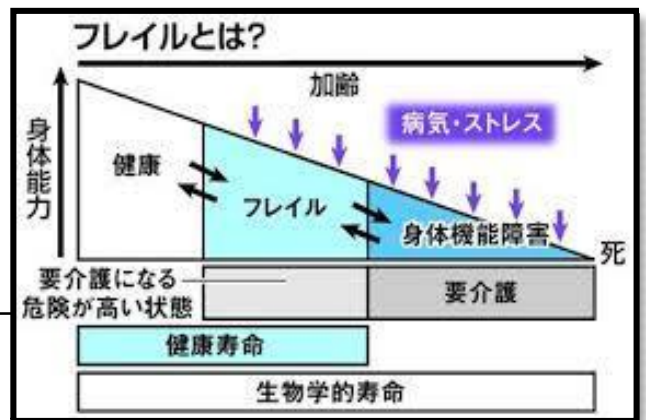 フレイルとは?
加齢
病気・ストレス
身体能力
健康
フレイル
身体機能障害
死
要介護になる
危険が高い状態
要介護
健康寿命
生物学的寿命